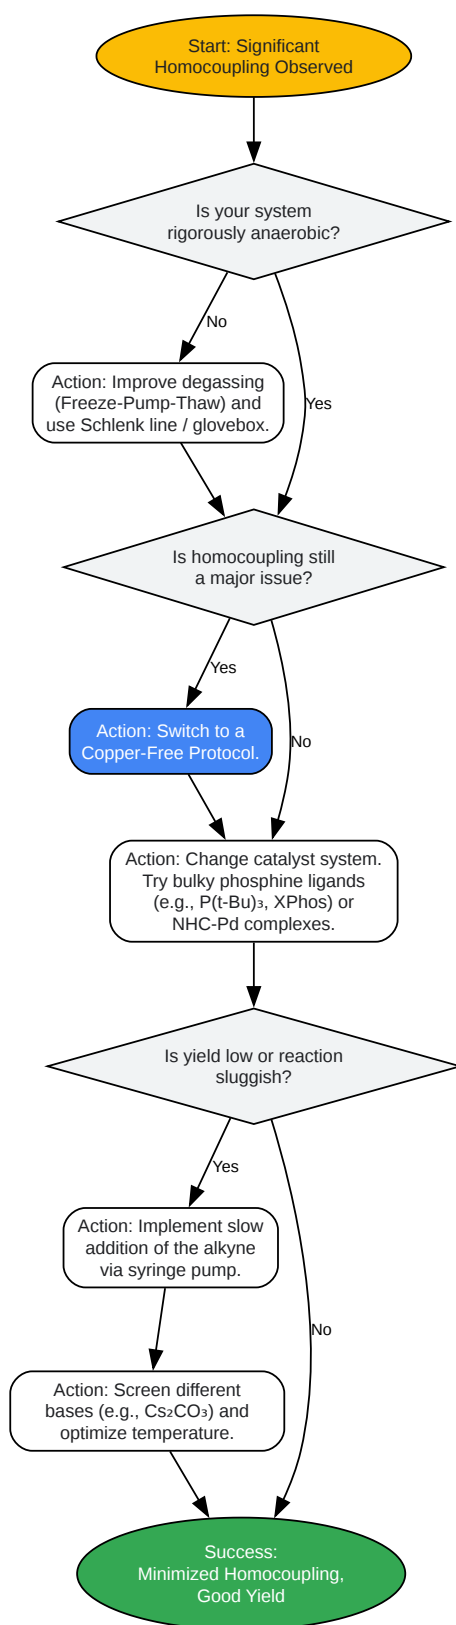 Start: Significant
Homocoupling Observed
Is your system
rigorously anaerobic?
No
Action: Improve degassing
(Freeze-Pump-Thaw) and
use Schlenk line / glovebox.
Yes
Is homocoupling still
a major issue?
Yes
Action: Switch to a
Copper-Free Protocol.
No
Action: Change catalyst system.
Try bulky phosphine ligands
(e.g., P(t-Bu)₃, XPhos) or
NHC-Pd complexes.
Is yield low or reaction
sluggish?
Yes
Action: Implement slow
addition of the alkyne
via syringe pump.
No
Action: Screen different
bases (e.g., Cs₂CO₃) and
optimize temperature.
Success:
Minimized Homocoupling,
Good Yield